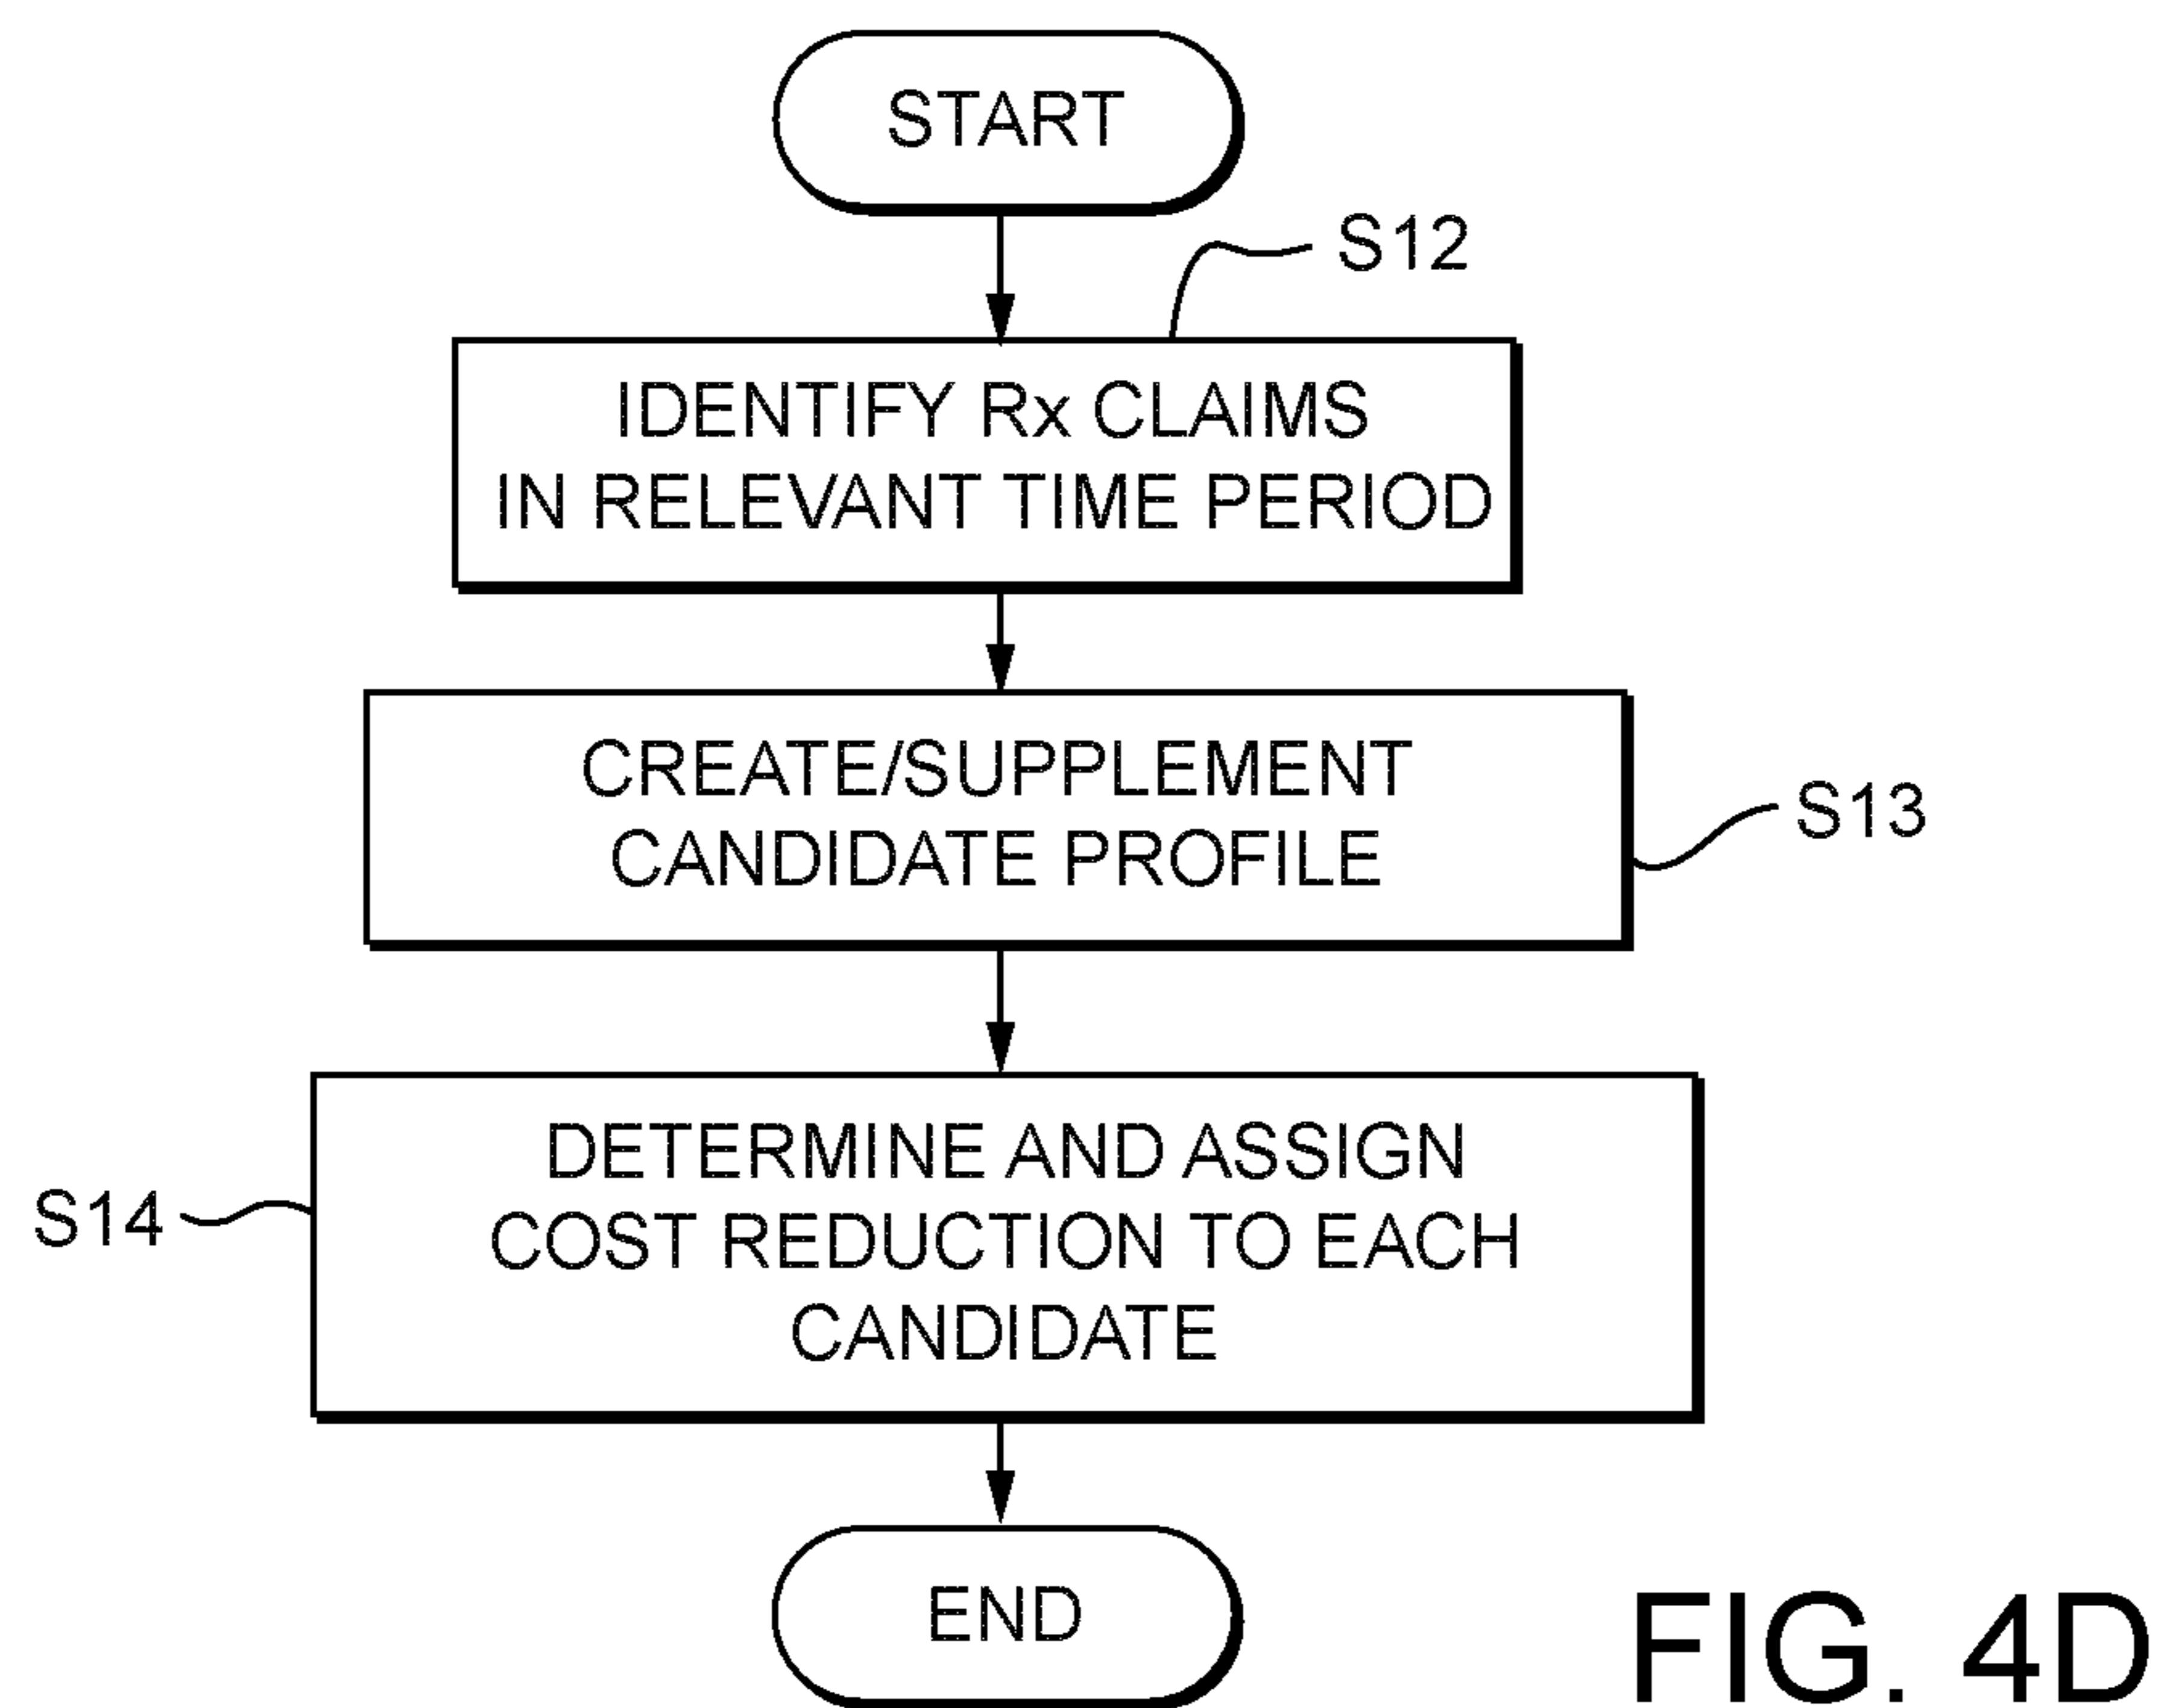 START
S12
IDENTIFY Rx CLAIMS
IN RELEVANT TIME PERIOD
CREATE/SUPPLEMENT
CANDIDATE PROFILE
S13
DETERMINE AND ASSIGN
COST REDUCTION TO EACH
CANDIDATE
S14
END
FIG. 4D